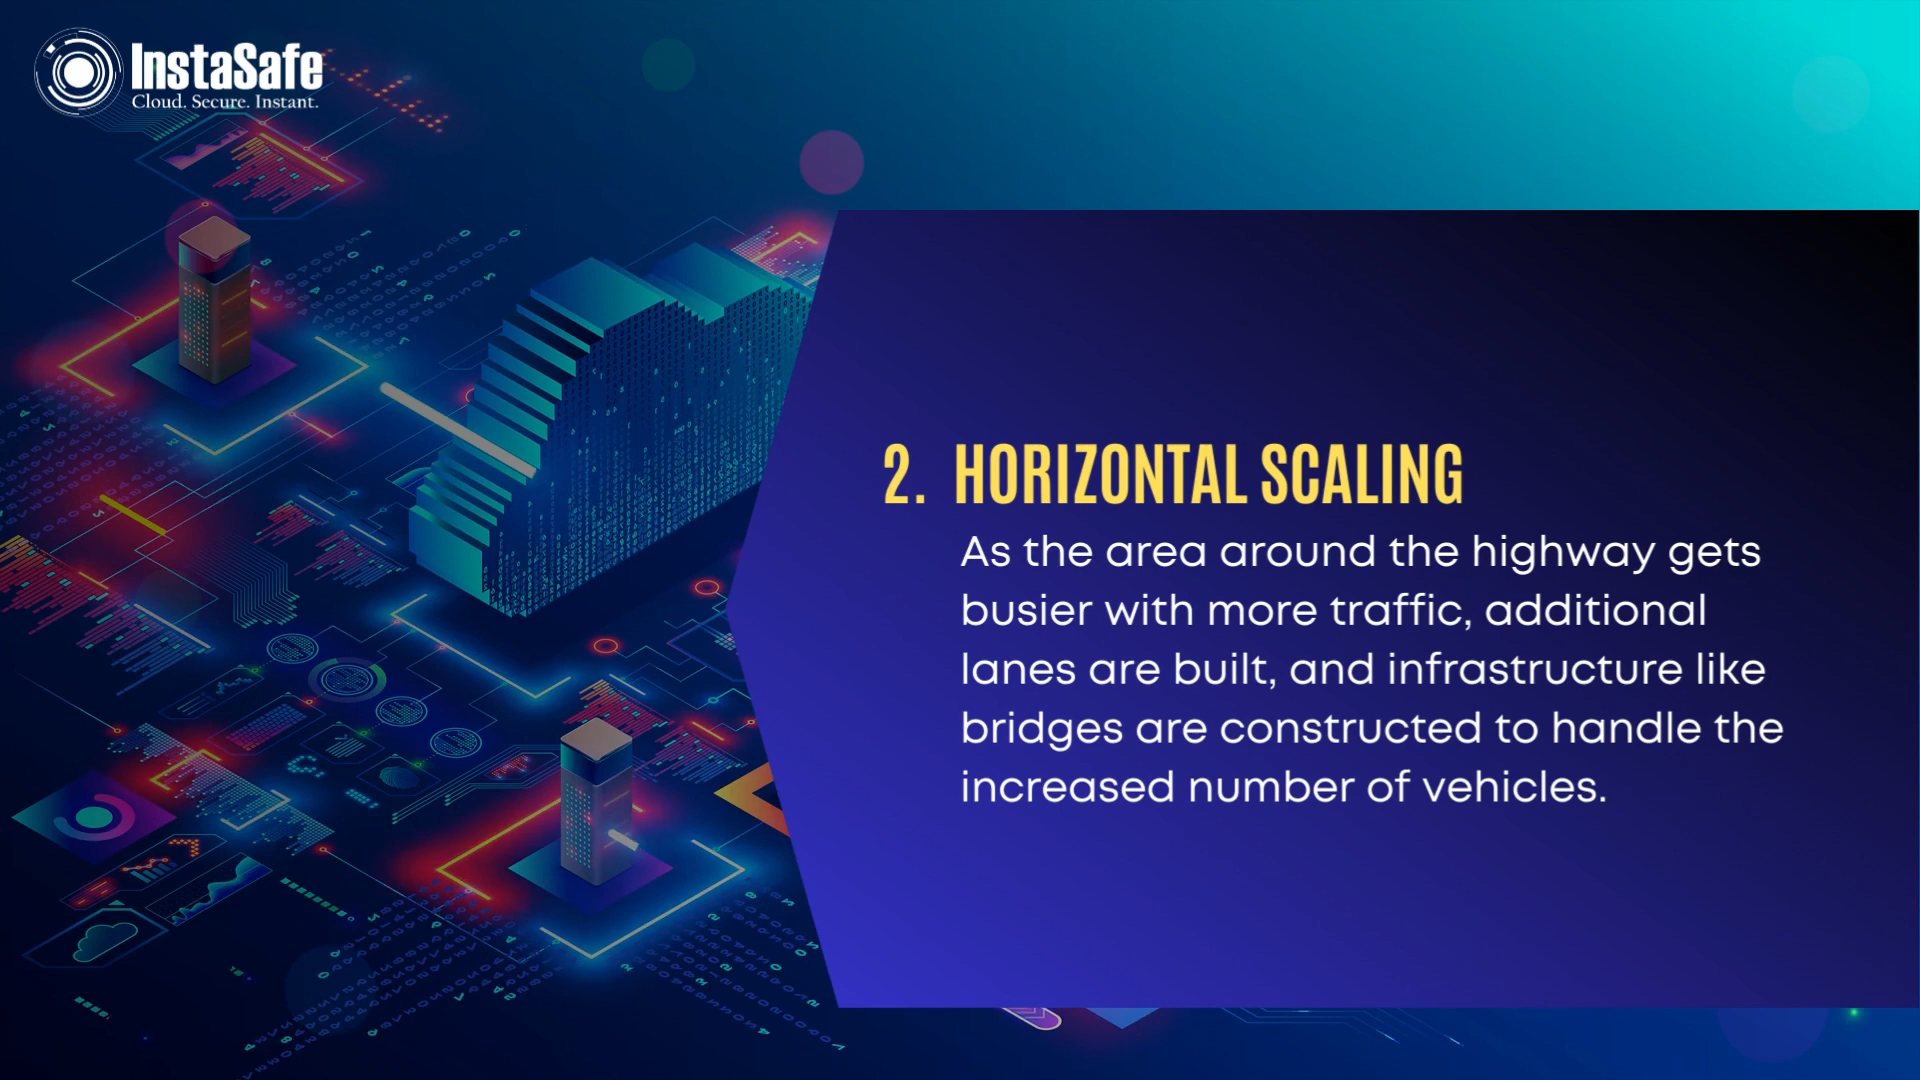 InstaSafe
Cloud. Secure. Instant.
2. HORIZONTAL SCALING
As the area around the highway gets
busier with more traffic, additional
lanes are built, and infrastructure like
bridges are constructed to handle the
increased number of vehicles.